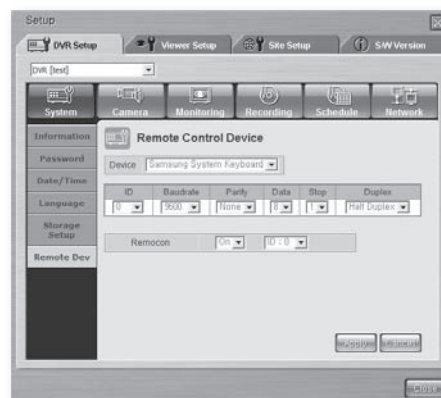 Setup
DVR Setup
Viewer Setup
Site Setup
S/W Version
DVR [test]
System
Camera
Monitoring
Recording
Schedule
Network
Information
Password
Date/Time
Language
Storage
Setup
Remote Dev
Remote Control Device
Device Samsung System Keyboard
ID Baudrate Parity Data Stop Duplex
0 9600 None 8 1 Half Duplex
Remocon On ID : 0
Apply Cancel
Close